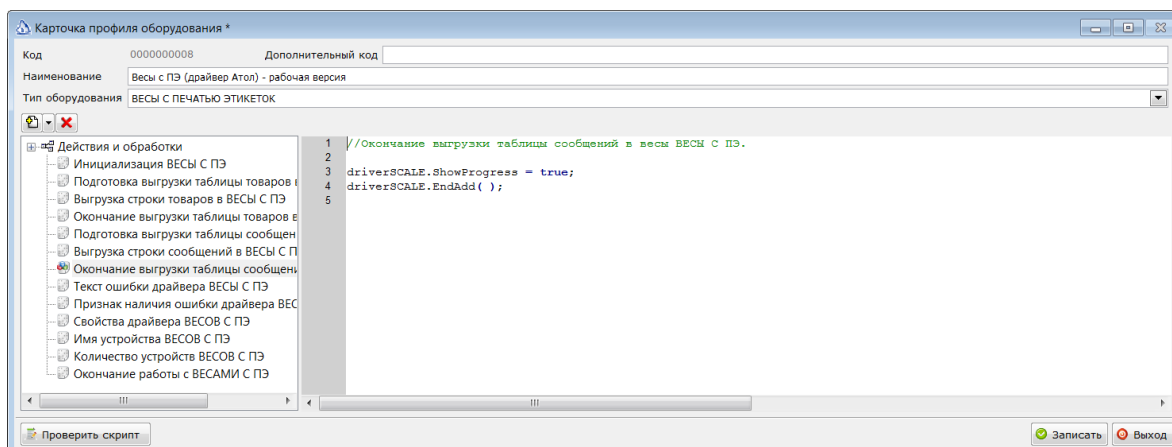 Карточка профиля оборудования *
Код 0000000008 Дополнительный код
Наименование Весы с ПЭ (драйвер Атол) - рабочая версия
Тип оборудования ВЕСЫ С ПЕЧАТЬЮ ЭТИКЕТОК
Действия и обработки
Инициализация ВЕСЫ С ПЭ
Подготовка выгрузки таблицы товаров в
Выгрузка строки товаров в ВЕСЫ С ПЭ
Окончание выгрузки таблицы товаров в
Подготовка выгрузки таблицы сообщен
Выгрузка строки сообщений в ВЕСЫ С П
Окончание выгрузки таблицы сообщени
Текст ошибки драйвера ВЕСЫ С ПЭ
Признак наличия ошибки драйвера ВЕС
Свойства драйвера ВЕСОВ С ПЭ
Имя устройства ВЕСОВ С ПЭ
Количество устройств ВЕСОВ С ПЭ
Окончание работы с ВЕСАМИ С ПЭ
1 //Окончание выгрузки таблицы сообщений в весы ВЕСЫ С ПЭ.
2
3 driverSCALE.ShowProgress = true;
4 driverSCALE.EndAdd( );
5
Проверить скрипт
Записать
Выход